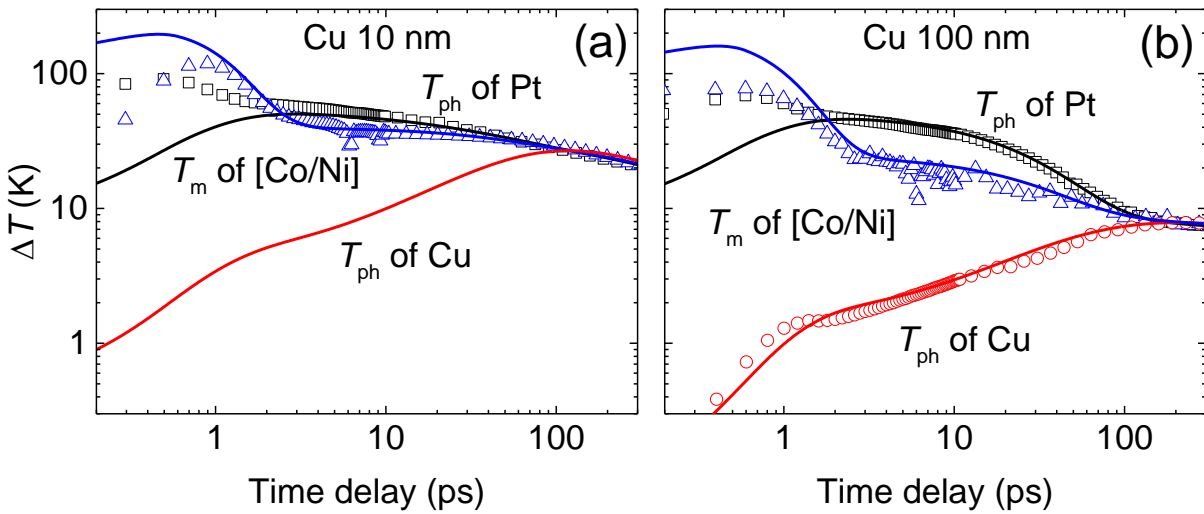 Cu 10 nm
(a)
T_ph of Pt
T_m of [Co/Ni]
T_ph of Cu
100
10
1
ΔT (K)
1
10
100
Time delay (ps)
Cu 100 nm
(b)
T_ph of Pt
T_m of [Co/Ni]
T_ph of Cu
1
10
100
Time delay (ps)